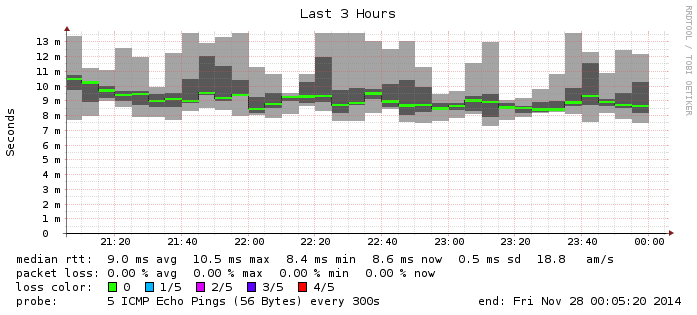 Last 3 Hours
RRDTOOL / TOBI OETIKER
Seconds
13 m
12 m
11 m
10 m
9 m
8 m
7 m
6 m
5 m
4 m
3 m
2 m
1 m
0
21:20 21:40 22:00 22:20 22:40 23:00 23:20 23:40 00:00
median rtt: 9.0 ms avg 10.5 ms max 8.4 ms min 8.6 ms now 0.5 ms sd 18.8 am/s
packet loss: 0.00 % avg 0.00 % max 0.00 % min 0.00 % now
loss color: 0 1/5 2/5 3/5 4/5
probe: 5 ICMP Echo Pings (56 Bytes) every 300s end: Fri Nov 28 00:05:20 2014